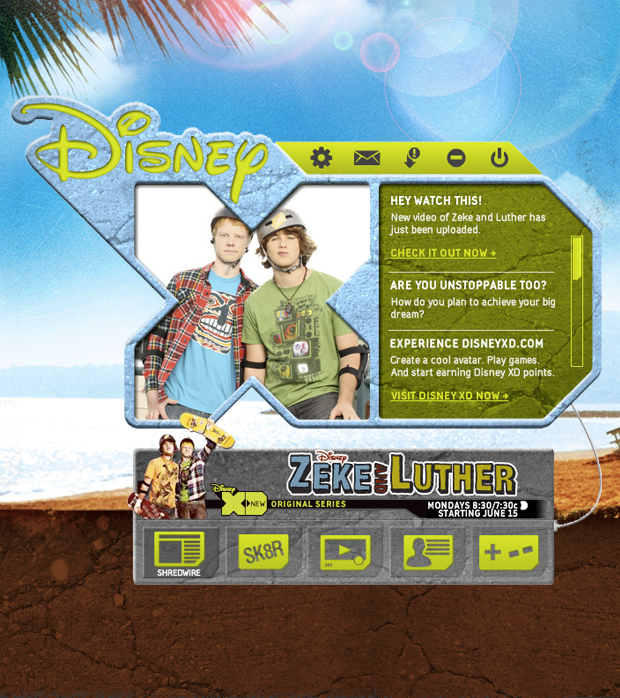 Disney
HEY WATCH THIS!
New video of Zeke and Luther has
just been uploaded.
CHECK IT OUT NOW
ARE YOU UNSTOPPABLE TOO?
How do you plan to achieve your big
dream?
EXPERIENCE DISNEYXD.COM
Create a cool avatar. Play games.
And start earning Disney XD points.
VISIT DISNEY XD NOW
Disney
ZEKE AND LUTHER
Disney
XD NEW ORIGINAL SERIES
MONDAYS 8:30/7:30c
STARTING JUNE 15
SK8R
SHREDWIRE